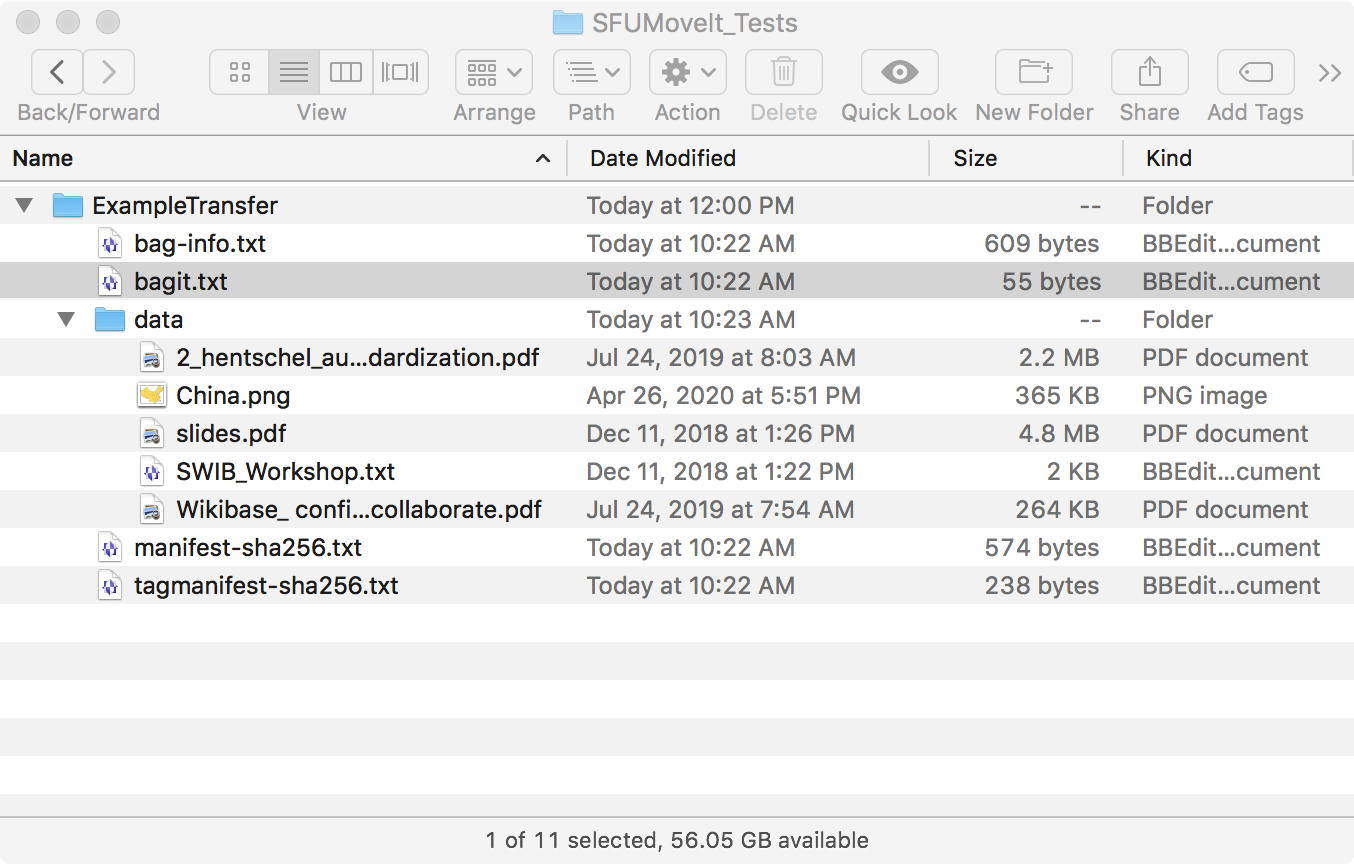 SFUMoveIt_Tests
Back/Forward View Arrange Path Action Delete Quick Look New Folder Share Add Tags
Name Date Modified Size Kind
ExampleTransfer Today at 12:00 PM -- Folder
bag-info.txt Today at 10:22 AM 609 bytes BBEdit...cument
bagit.txt Today at 10:22 AM 55 bytes BBEdit...cument
data Today at 10:23 AM -- Folder
2_hentschel_au...dardization.pdf Jul 24, 2019 at 8:03 AM 2.2 MB PDF document
China.png Apr 26, 2020 at 5:51 PM 365 KB PNG image
slides.pdf Dec 11, 2018 at 1:26 PM 4.8 MB PDF document
SWIB_Workshop.txt Dec 11, 2018 at 1:22 PM 2 KB BBEdit...cument
Wikibase_ confi...collaborate.pdf Jul 24, 2019 at 7:54 AM 264 KB PDF document
manifest-sha256.txt Today at 10:22 AM 574 bytes BBEdit...cument
tagmanifest-sha256.txt Today at 10:22 AM 238 bytes BBEdit...cument
1 of 11 selected, 56.05 GB available